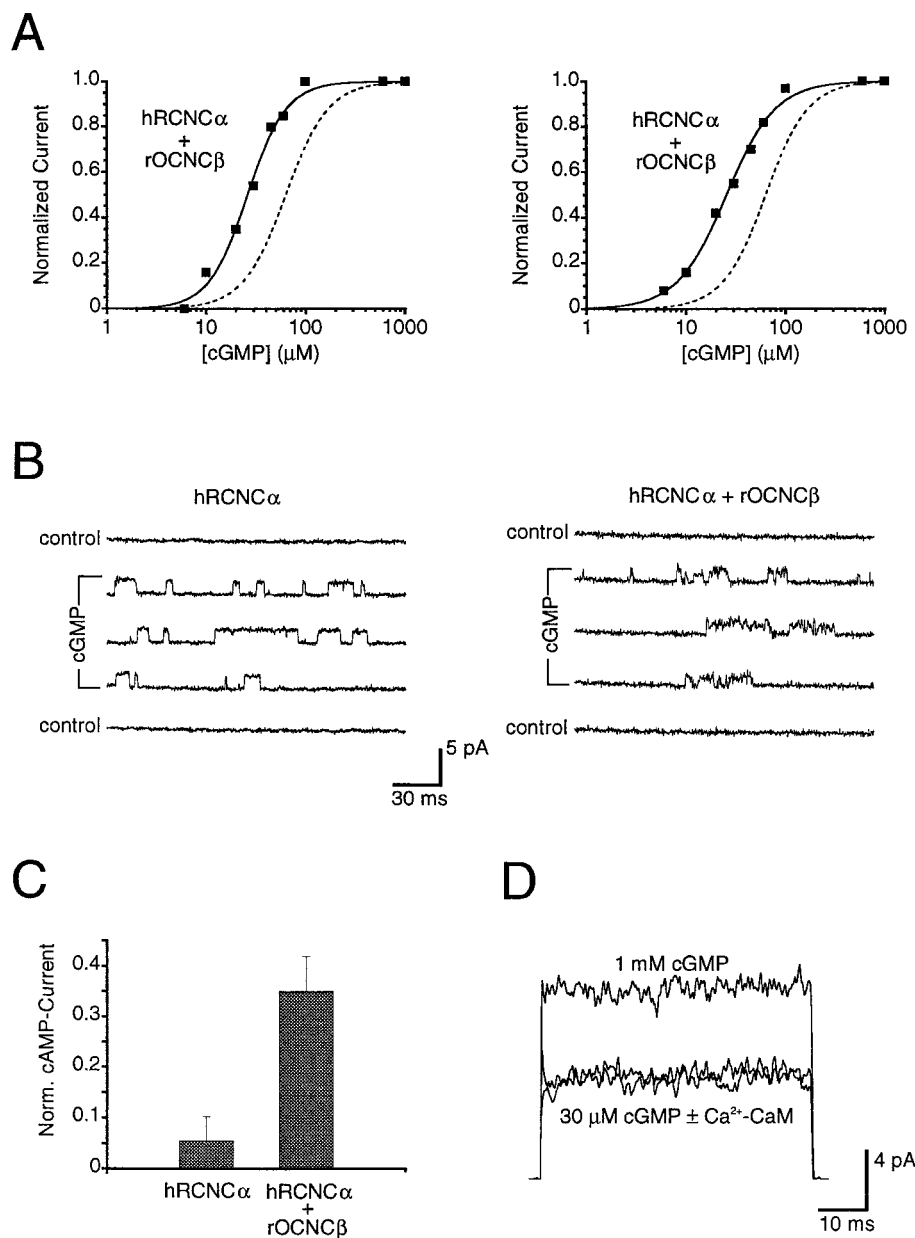 A
Normalized Current
1.0
0.8
0.6
0.4
0.2
0
hRCNCα
+
rOCNCβ
1
10
100
1000
[cGMP] (μM)
Normalized Current
1.0
0.8
0.6
0.4
0.2
0
hRCNCα
+
rOCNCβ
1
10
100
1000
[cGMP] (μM)
B
hRCNCα
control
cGMP
control
hRCNCα + rOCNCβ
control
cGMP
control
5 pA
30 ms
C
Norm. cAMP-Current
0.4
0.3
0.2
0.1
0
hRCNCα
hRCNCα
+
rOCNCβ
D
1 mM cGMP
30 μM cGMP ± Ca²⁺-CaM
4 pA
10 ms